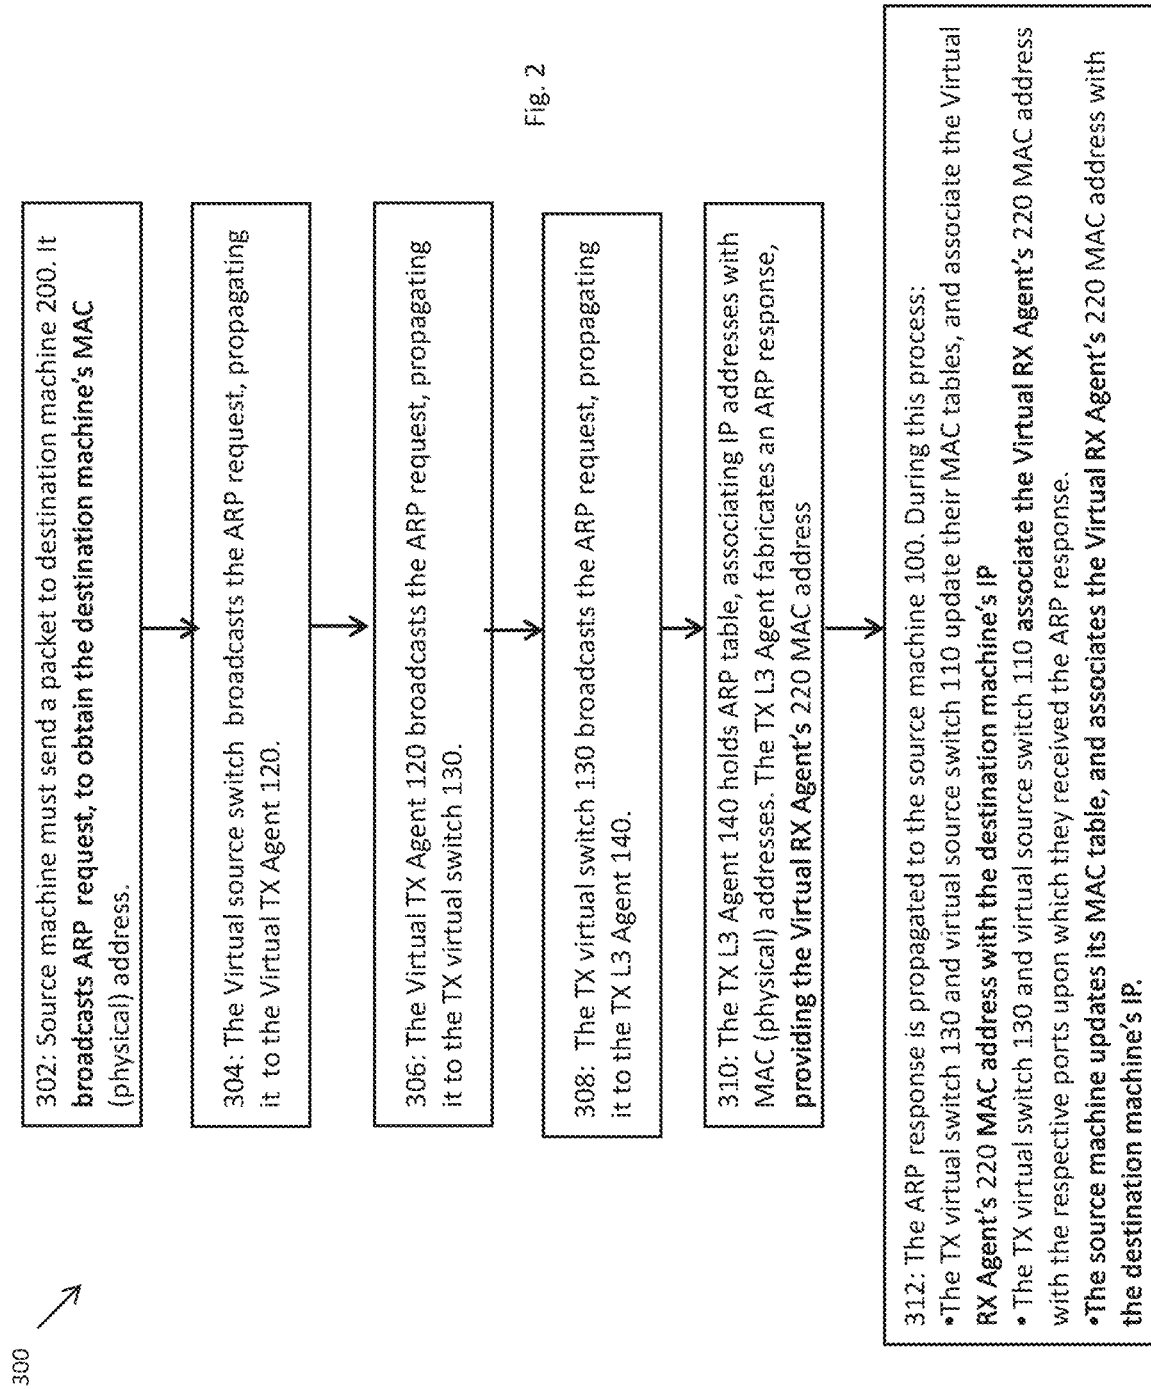 300
302: Source machine must send a packet to destination machine 200. It
broadcasts ARP request, to obtain the destination machine's MAC
(physical) address.
304: The Virtual source switch broadcasts the ARP request, propagating
it to the Virtual TX Agent 120.
306: The Virtual TX Agent 120 broadcasts the ARP request, propagates
it to the TX virtual switch 130.
308: The TX virtual switch 130 broadcasts the ARP request, propagating
it to the TX L3 Agent 140.
310: The TX L3 Agent 140 holds ARP table, associating IP addresses with
MAC (physical) addresses. The TX L3 Agent fabricates an ARP response,
providing the Virtual RX Agent's 220 MAC address
312: The ARP response is propagated to the source machine 100. During this process:
•The TX virtual switch 130 and virtual source switch 110 update their MAC tables, and associate the Virtual
RX Agent's 220 MAC address with the destination machine's IP
• The TX virtual switch 130 and virtual source switch 110 associate the Virtual RX Agent's 220 MAC address
with the respective ports upon which they received the ARP response.
•The source machine updates its MAC table, and associates the Virtual RX Agent's 220 MAC address with
the destination machine's IP.
Fig. 2